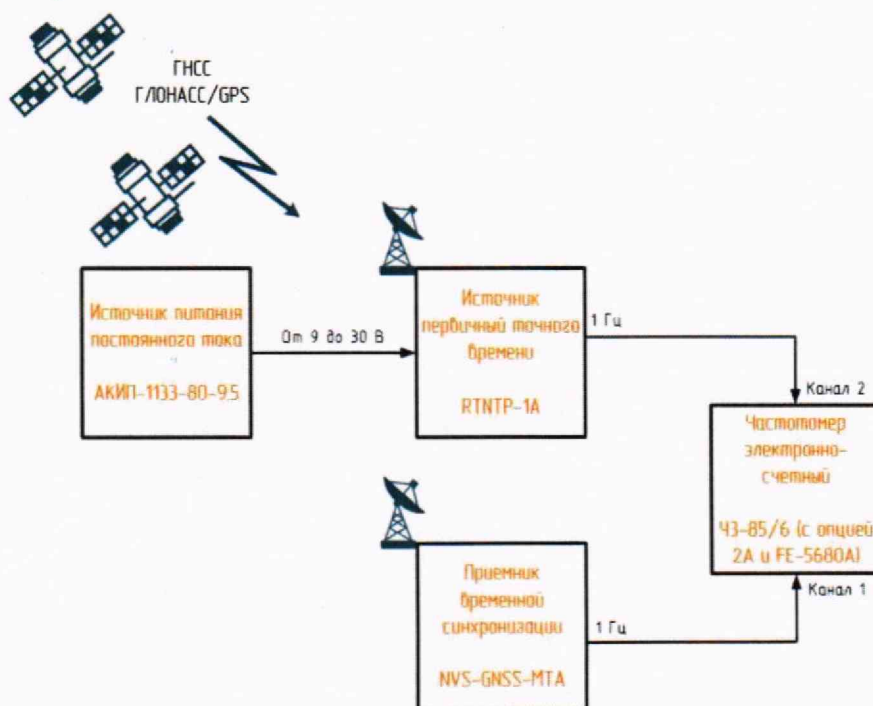 ГНСС
ГЛОНАСС/GPS
Источник питания
постоянного тока
АКИП-1133-80-9.5
От 9 до 30 В
Источник
первичный точного
времени
RTNTP-1A
1 Гц
Канал 2
Частотомер
электронно-
счетный
ЧЗ-85/6 (с опцией
2А и FE-5680A)
Канал 1
Приемник
временной
синхронизации
NVS-GNSS-MTA
1 Гц